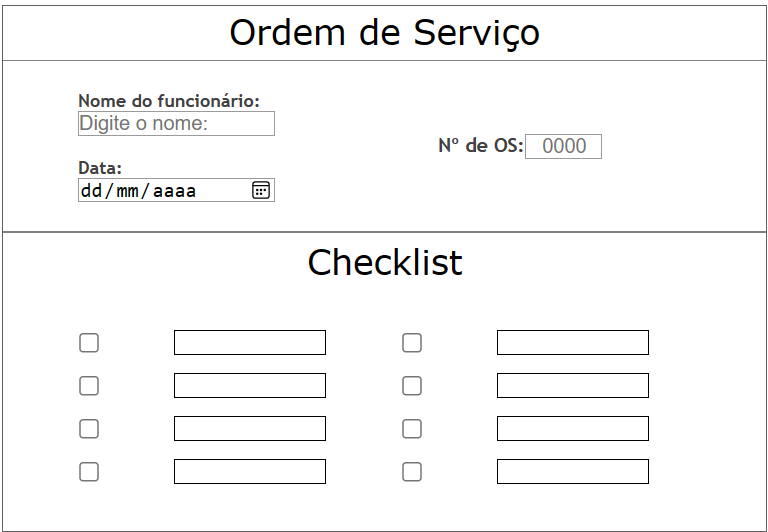 Ordem de Serviço
Nome do funcionário:
Digite o nome:
Nº de OS: 0000
Data:
dd/mm/aaaa
Checklist